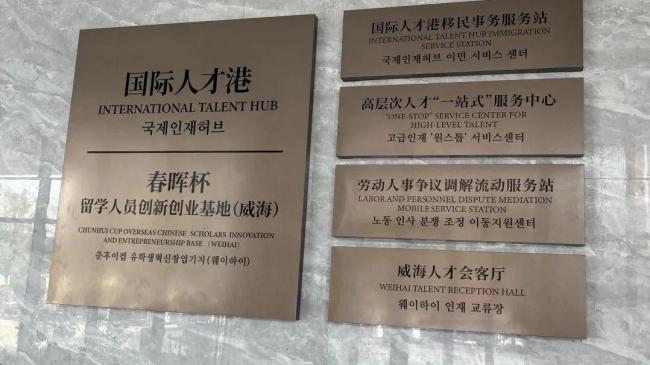 国际人才港
INTERNATIONAL TALENT HUB
국제인재허브
春晖杯
留学人员创新创业基地(威海)
CHUNHUI CUP OVERSEAS CHINESE SCHOLARS INNOVATION
AND ENTREPRENEURSHIP BASE (WEIHAI)
춘후이컵 유학생혁신창업기지(웨이하이)
国际人才港移民事务服务站
INTERNATIONAL TALENT HUB IMMIGRATION
SERVICE STATION
국제인재허브 이민 서비스 센터
高层次人才“一站式”服务中心
"ONE-STOP" SERVICE CENTER FOR
HIGH-LEVEL TALENT
고급인재 '원스톱' 서비스센터
劳动人事争议调解流动服务站
LABOR AND PERSONNEL DISPUTE MEDIATION
MOBILE SERVICE STATION
노동 인사 분쟁 조정 이동지원센터
威海人才会客厅
WEIHAI TALENT RECEPTION HALL
웨이하이 인재 교류장